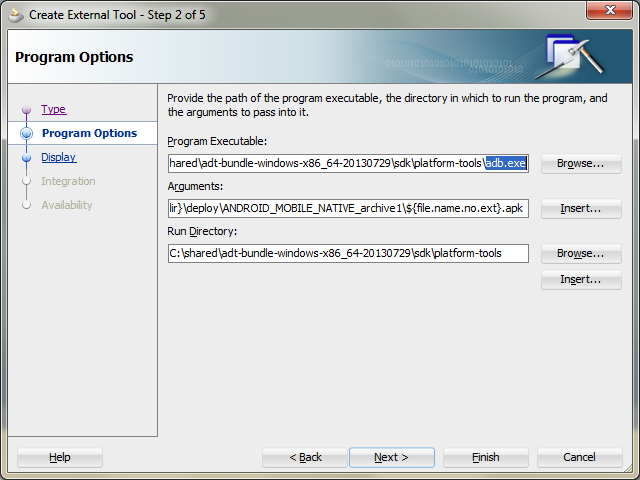 Create External Tool - Step 2 of 5
Program Options
Type
Program Options
Display
Integration
Availability
Provide the path of the program executable, the directory in which to run the program, and
the arguments to pass into it.
Program Executable:
hared\adt-bundle-windows-x86_64-20130729\sdk\platform-tools\adb.exe
Browse...
Arguments:
lir}\deploy\ANDROID_MOBILE_NATIVE_archive1\${file.name.no.ext}.apk
Insert...
Run Directory:
C:\shared\adt-bundle-windows-x86_64-20130729\sdk\platform-tools
Browse...
Insert...
Help
< Back
Next >
Finish
Cancel